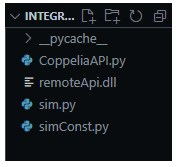 INTEGR...
__pycache__
CoppeliaAPI.py
remoteApi.dll
sim.py
simConst.py